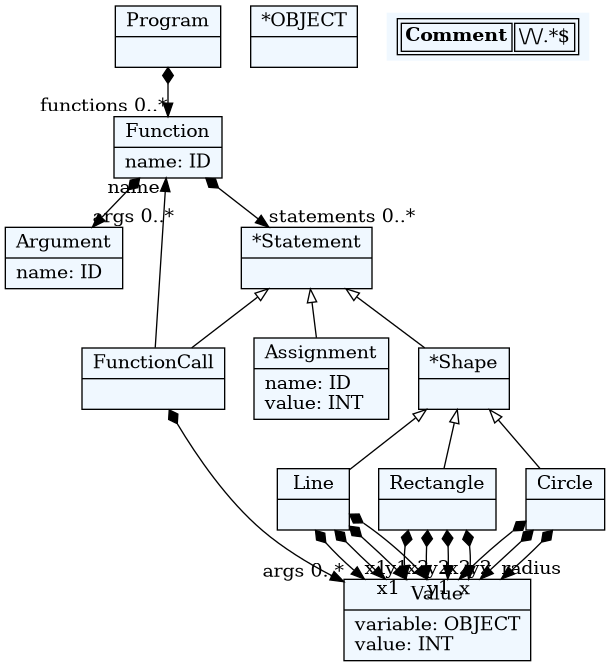 Program
*OBJECT
Comment \/\/.*$
functions 0..*
Function
name: ID
name
args 0..*
statements 0..*
Argument
name: ID
*Statement
FunctionCall
Assignment
name: ID
value: INT
*Shape
Line
Rectangle
Circle
args 0..*
x1
y1
radius
x1
y1
x
Value
variable: OBJECT
value: INT